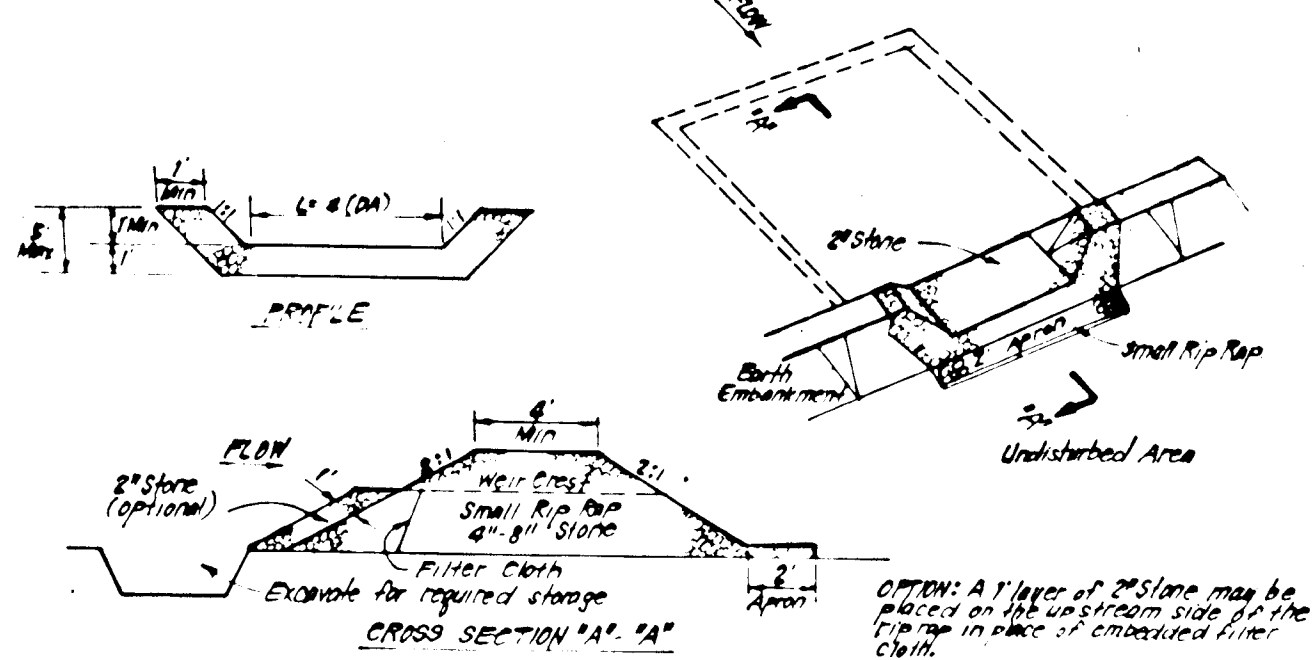 FLOW
1'
Min
1:1
L= 4 (DA)
1:1
5'
Max
1' Min
1'
PROFILE
2" Stone
2' Apron
Small Rip Rap
Earth
Embankment
Undisturbed Area
4'
Min
FLOW
1'
2:1
2:1
2" Stone
(optional)
Weir Crest
Small Rip Rap
4"-8" Stone
Filter Cloth
Excavate for required storage
2'
Apron
CROSS SECTION "A"-"A"
OPTION: A 1' layer of 2" Stone may be
placed on the upstream side of the
rip rap in place of embedded filter
cloth.